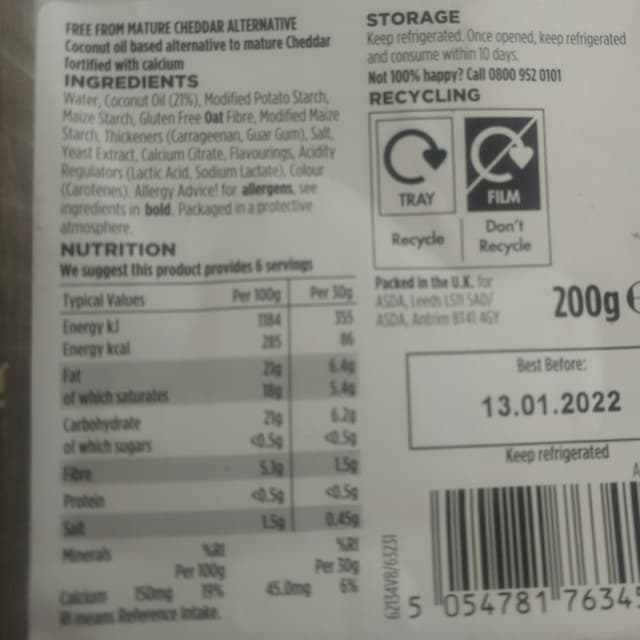 FREE FROM MATURE CHEDDAR ALTERNATIVE
Coconut oil based alternative to mature Cheddar
fortified with calcium
INGREDIENTS
Water, Coconut Oil (21%), Modified Potato Starch,
Maize Starch, Gluten Free Oat Fibre, Modified Maize
Starch, Thickeners (Carrageenan, Guar Gum), Salt,
Yeast Extract, Calcium Citrate, Flavourings, Acidity
Regulators (Lactic Acid, Sodium Lactate), Colour
(Carotenes). Allergy Advice! for allergens, see
ingredients in bold. Packaged in a protective
atmosphere.
NUTRITION
We suggest this product provides 6 servings
Typical Values Per 100g Per 30g
Energy kJ 1184 355
Energy kcal 285 86
Fat 21g 6.4g
of which saturates 18g 5.4g
Carbohydrate 21g 6.2g
of which sugars <0.5g <0.5g
Fibre 5.1g 1.5g
Protein <0.5g <0.5g
Salt 1.5g 0.45g
Minerals %RI %RI
Per 100g Per 30g
Calcium 150mg 19% 45.0mg 6%
Reference Intake.
STORAGE
Keep refrigerated. Once opened, keep refrigerated
and consume within 10 days.
Not 100% happy? Call 0800 952 0101
RECYCLING
TRAY
Recycle
FILM
Don't
Recycle
Packed in the U.K. for
ASDA, Leeds LS11 5AD/
ASDA, Antrim BT41 4GY
200g e
Best Before:
13.01.2022
Keep refrigerated
5 054781 76345